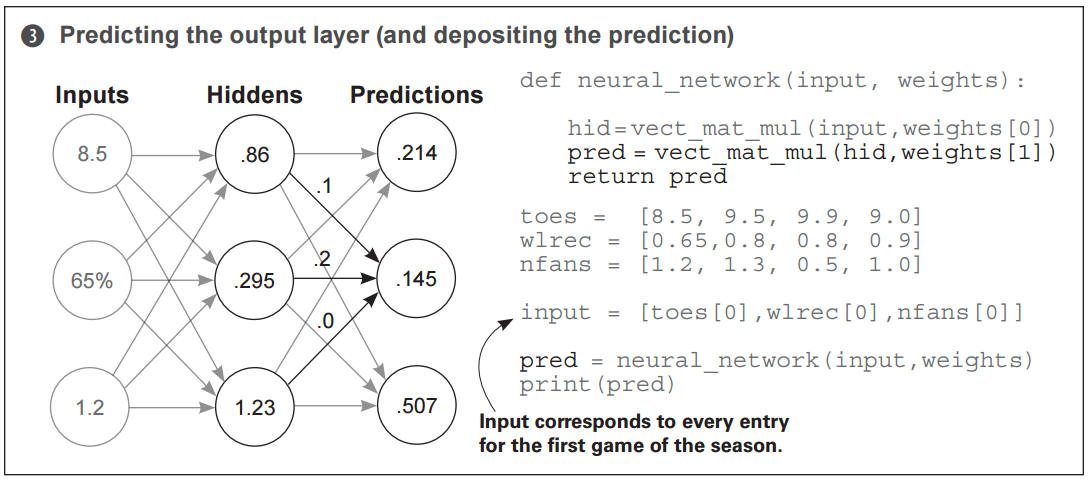 3 Predicting the output layer (and depositing the prediction)
Inputs Hiddens Predictions
8.5 .86 .214
.1
65% .295 .2 .145
.0
1.2 1.23 .507
def neural_network(input, weights):
hid=vect_mat_mul(input,weights[0])
pred = vect_mat_mul(hid,weights[1])
return pred
toes = [8.5, 9.5, 9.9, 9.0]
wlrec = [0.65,0.8, 0.8, 0.9]
nfans = [1.2, 1.3, 0.5, 1.0]
input = [toes[0],wlrec[0],nfans[0]]
pred = neural_network(input,weights)
print(pred)
Input corresponds to every entry
for the first game of the season.